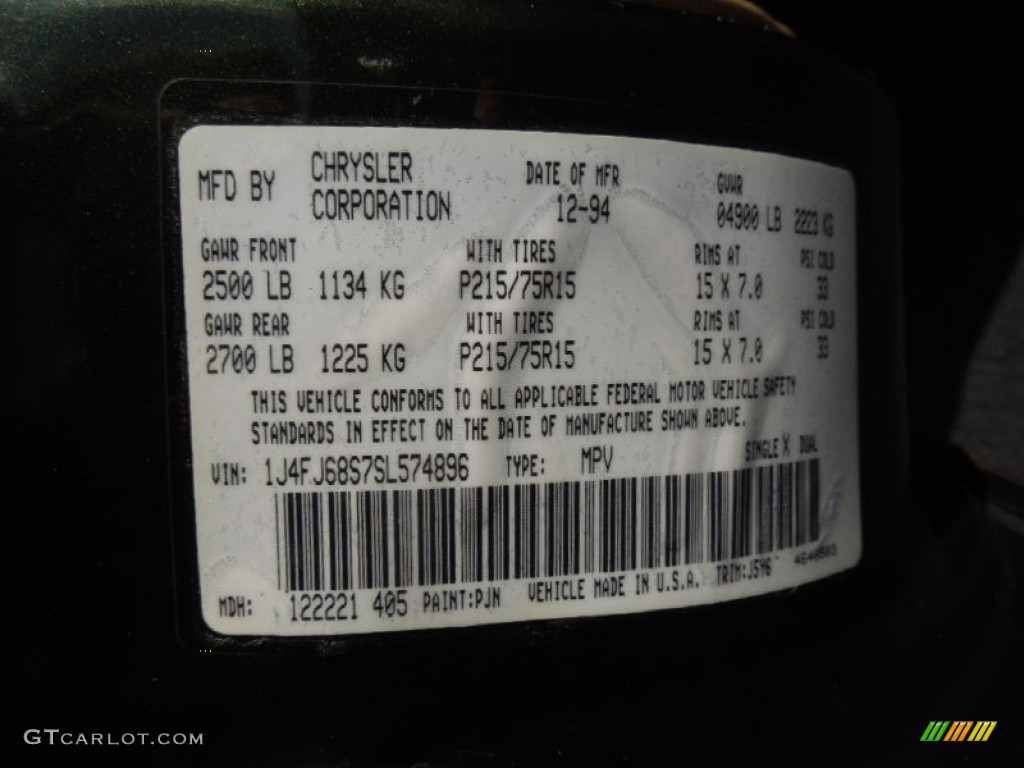 MFD BY CHRYSLER CORPORATION DATE OF MFR 12-94 GVWR 04900 LB 2223 KG
GAWR FRONT WITH TIRES RIMS AT PSI COLD
2500 LB 1134 KG P215/75R15 15 X 7.0 33
GAWR REAR WITH TIRES RIMS AT PSI COLD
2700 LB 1225 KG P215/75R15 15 X 7.0 33
THIS VEHICLE CONFORMS TO ALL APPLICABLE FEDERAL MOTOR VEHICLE SAFETY
STANDARDS IN EFFECT ON THE DATE OF MANUFACTURE SHOWN ABOVE.
VIN: 1J4FJ68S7SL574896 TYPE: MPV SINGLE X DUAL
MDH: 122221 405 PAINT:PJN VEHICLE MADE IN U.S.A. TRIM:J5Y6
GTCARLOT.COM